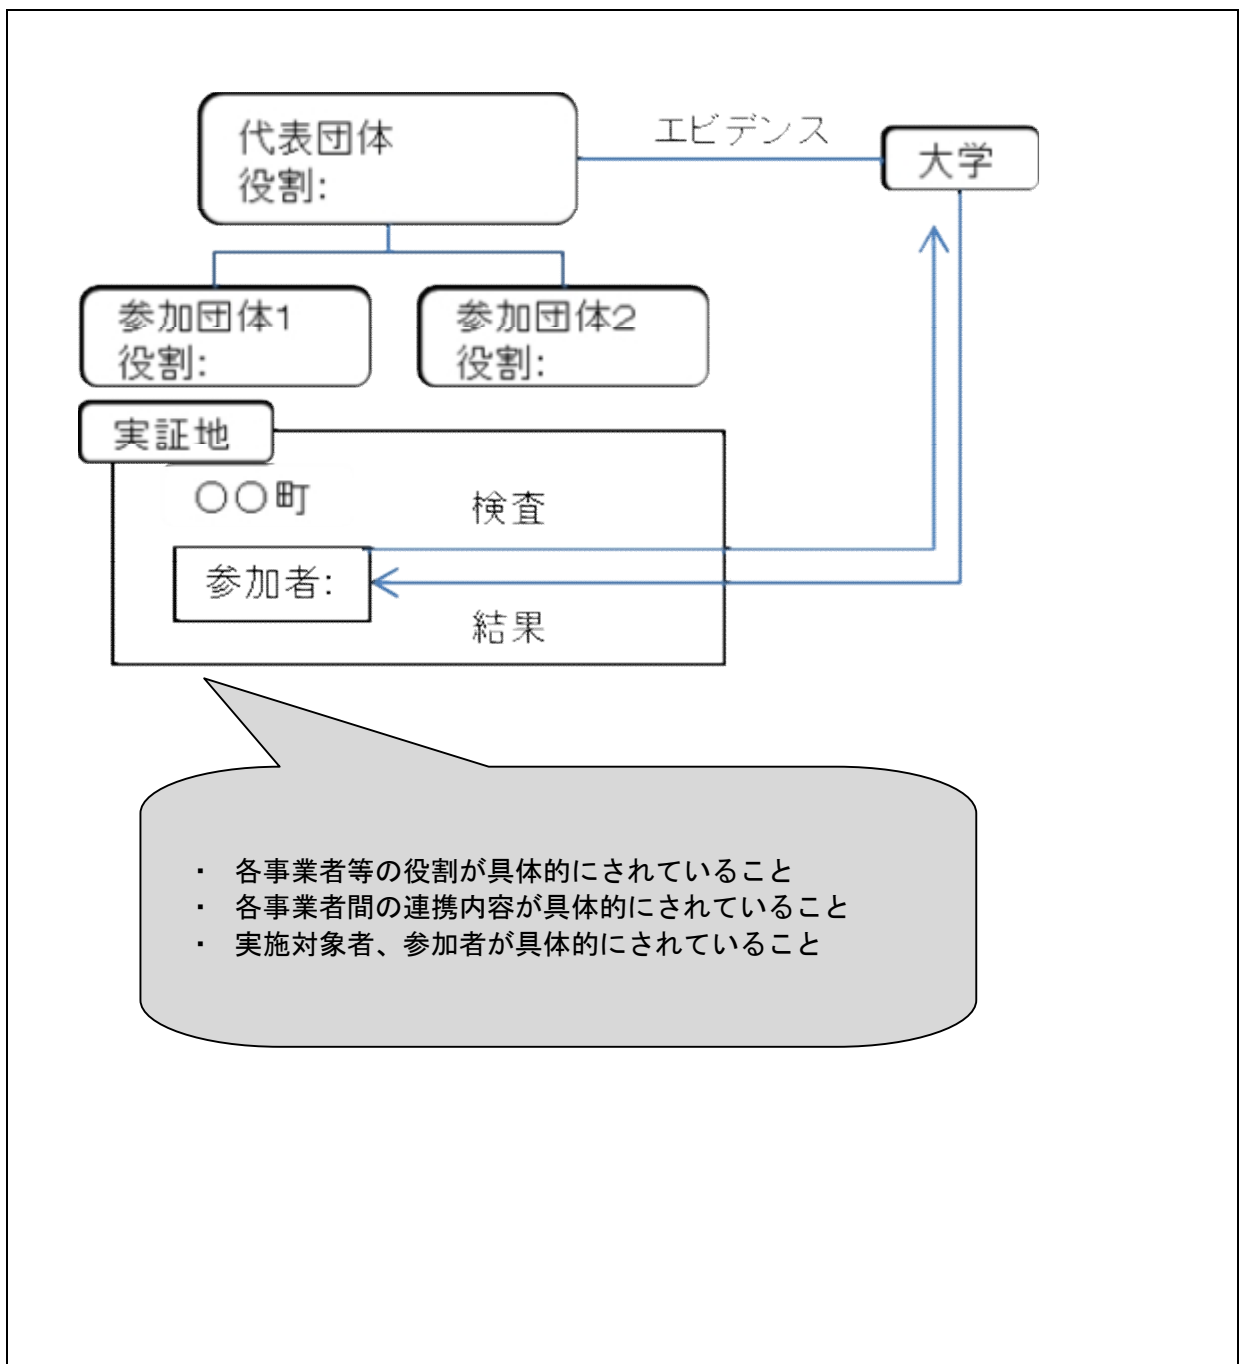 代表団体
役割:
エビデンス
大学
参加団体1
役割:
参加団体2
役割:
実証地
○○町
検査
参加者:
結果
・ 各事業者等の役割が具体的にされていること
・ 各事業者間の連携内容が具体的にされていること
・ 実施対象者、参加者が具体的にされていること